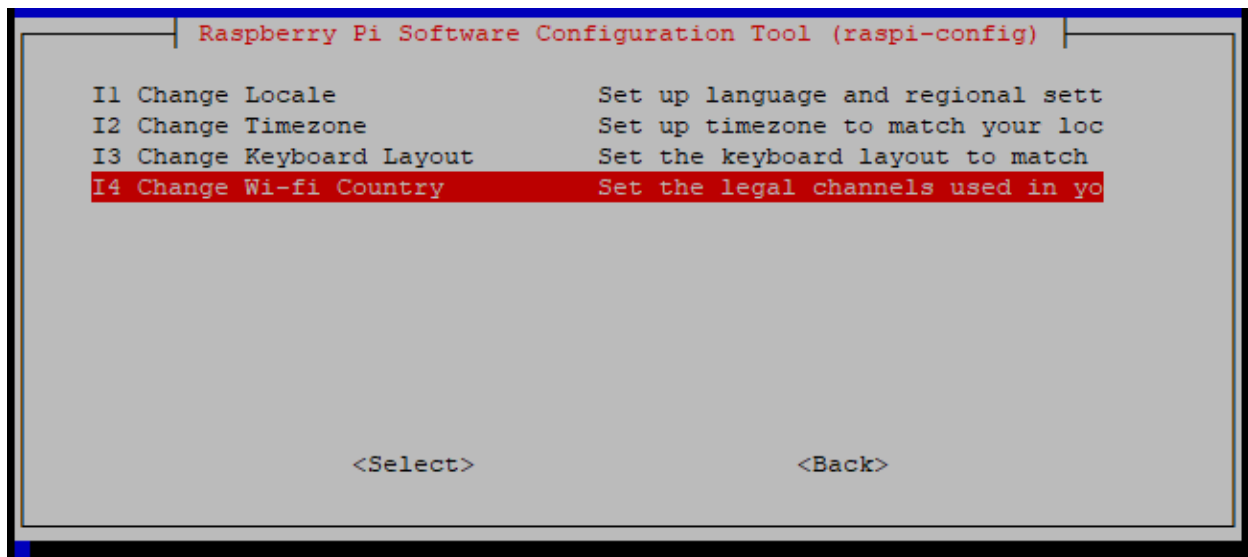 Raspberry Pi Software Configuration Tool (raspi-config)
I1 Change Locale Set up language and regional sett
I2 Change Timezone Set up timezone to match your loc
I3 Change Keyboard Layout Set the keyboard layout to match
I4 Change Wi-fi Country Set the legal channels used in yo
<Select> <Back>